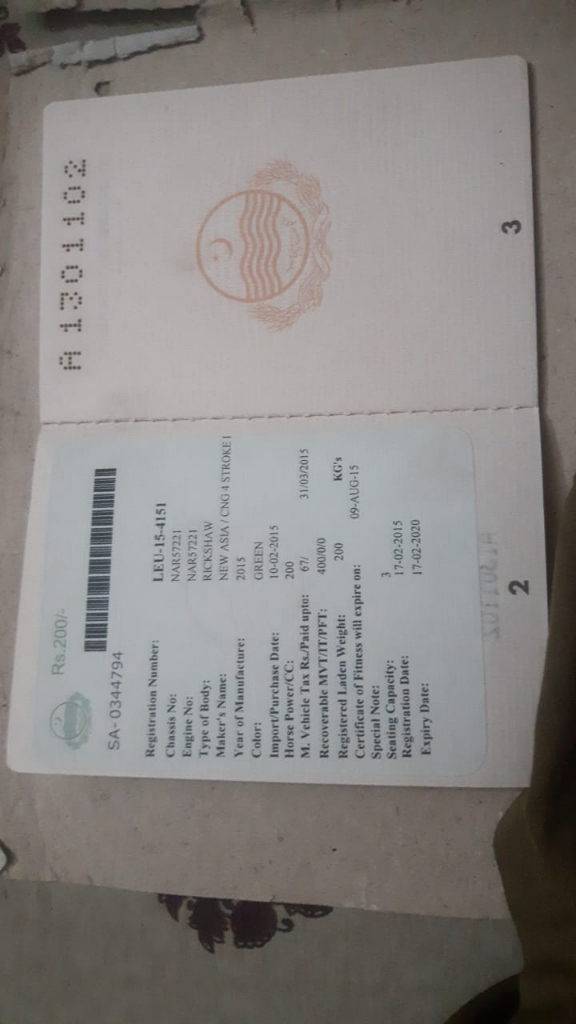 Rs.200/-
SA-0344794
Registration Number: LEU-15-4151
Chassis No: NAR57221
Engine No: NAR57221
Type of Body: RICKSHAW
Maker's Name: NEW ASIA / CNG 4 STROKE I
Year of Manufacture: 2015
Color: GREEN
Import/Purchase Date: 10-02-2015
Horse Power/CC: 200
M. Vehicle Tax Rs./Paid upto: 67/ 31/03/2015
Recoverable MVT/IT/PFT: 400/0/0
Registered Laden Weight: 200 KG's
Certificate of Fitness will expire on: 09-AUG-15
Special Note:
Seating Capacity: 3
Registration Date: 17-02-2015
Expiry Date: 17-02-2020
2
A1301102
3